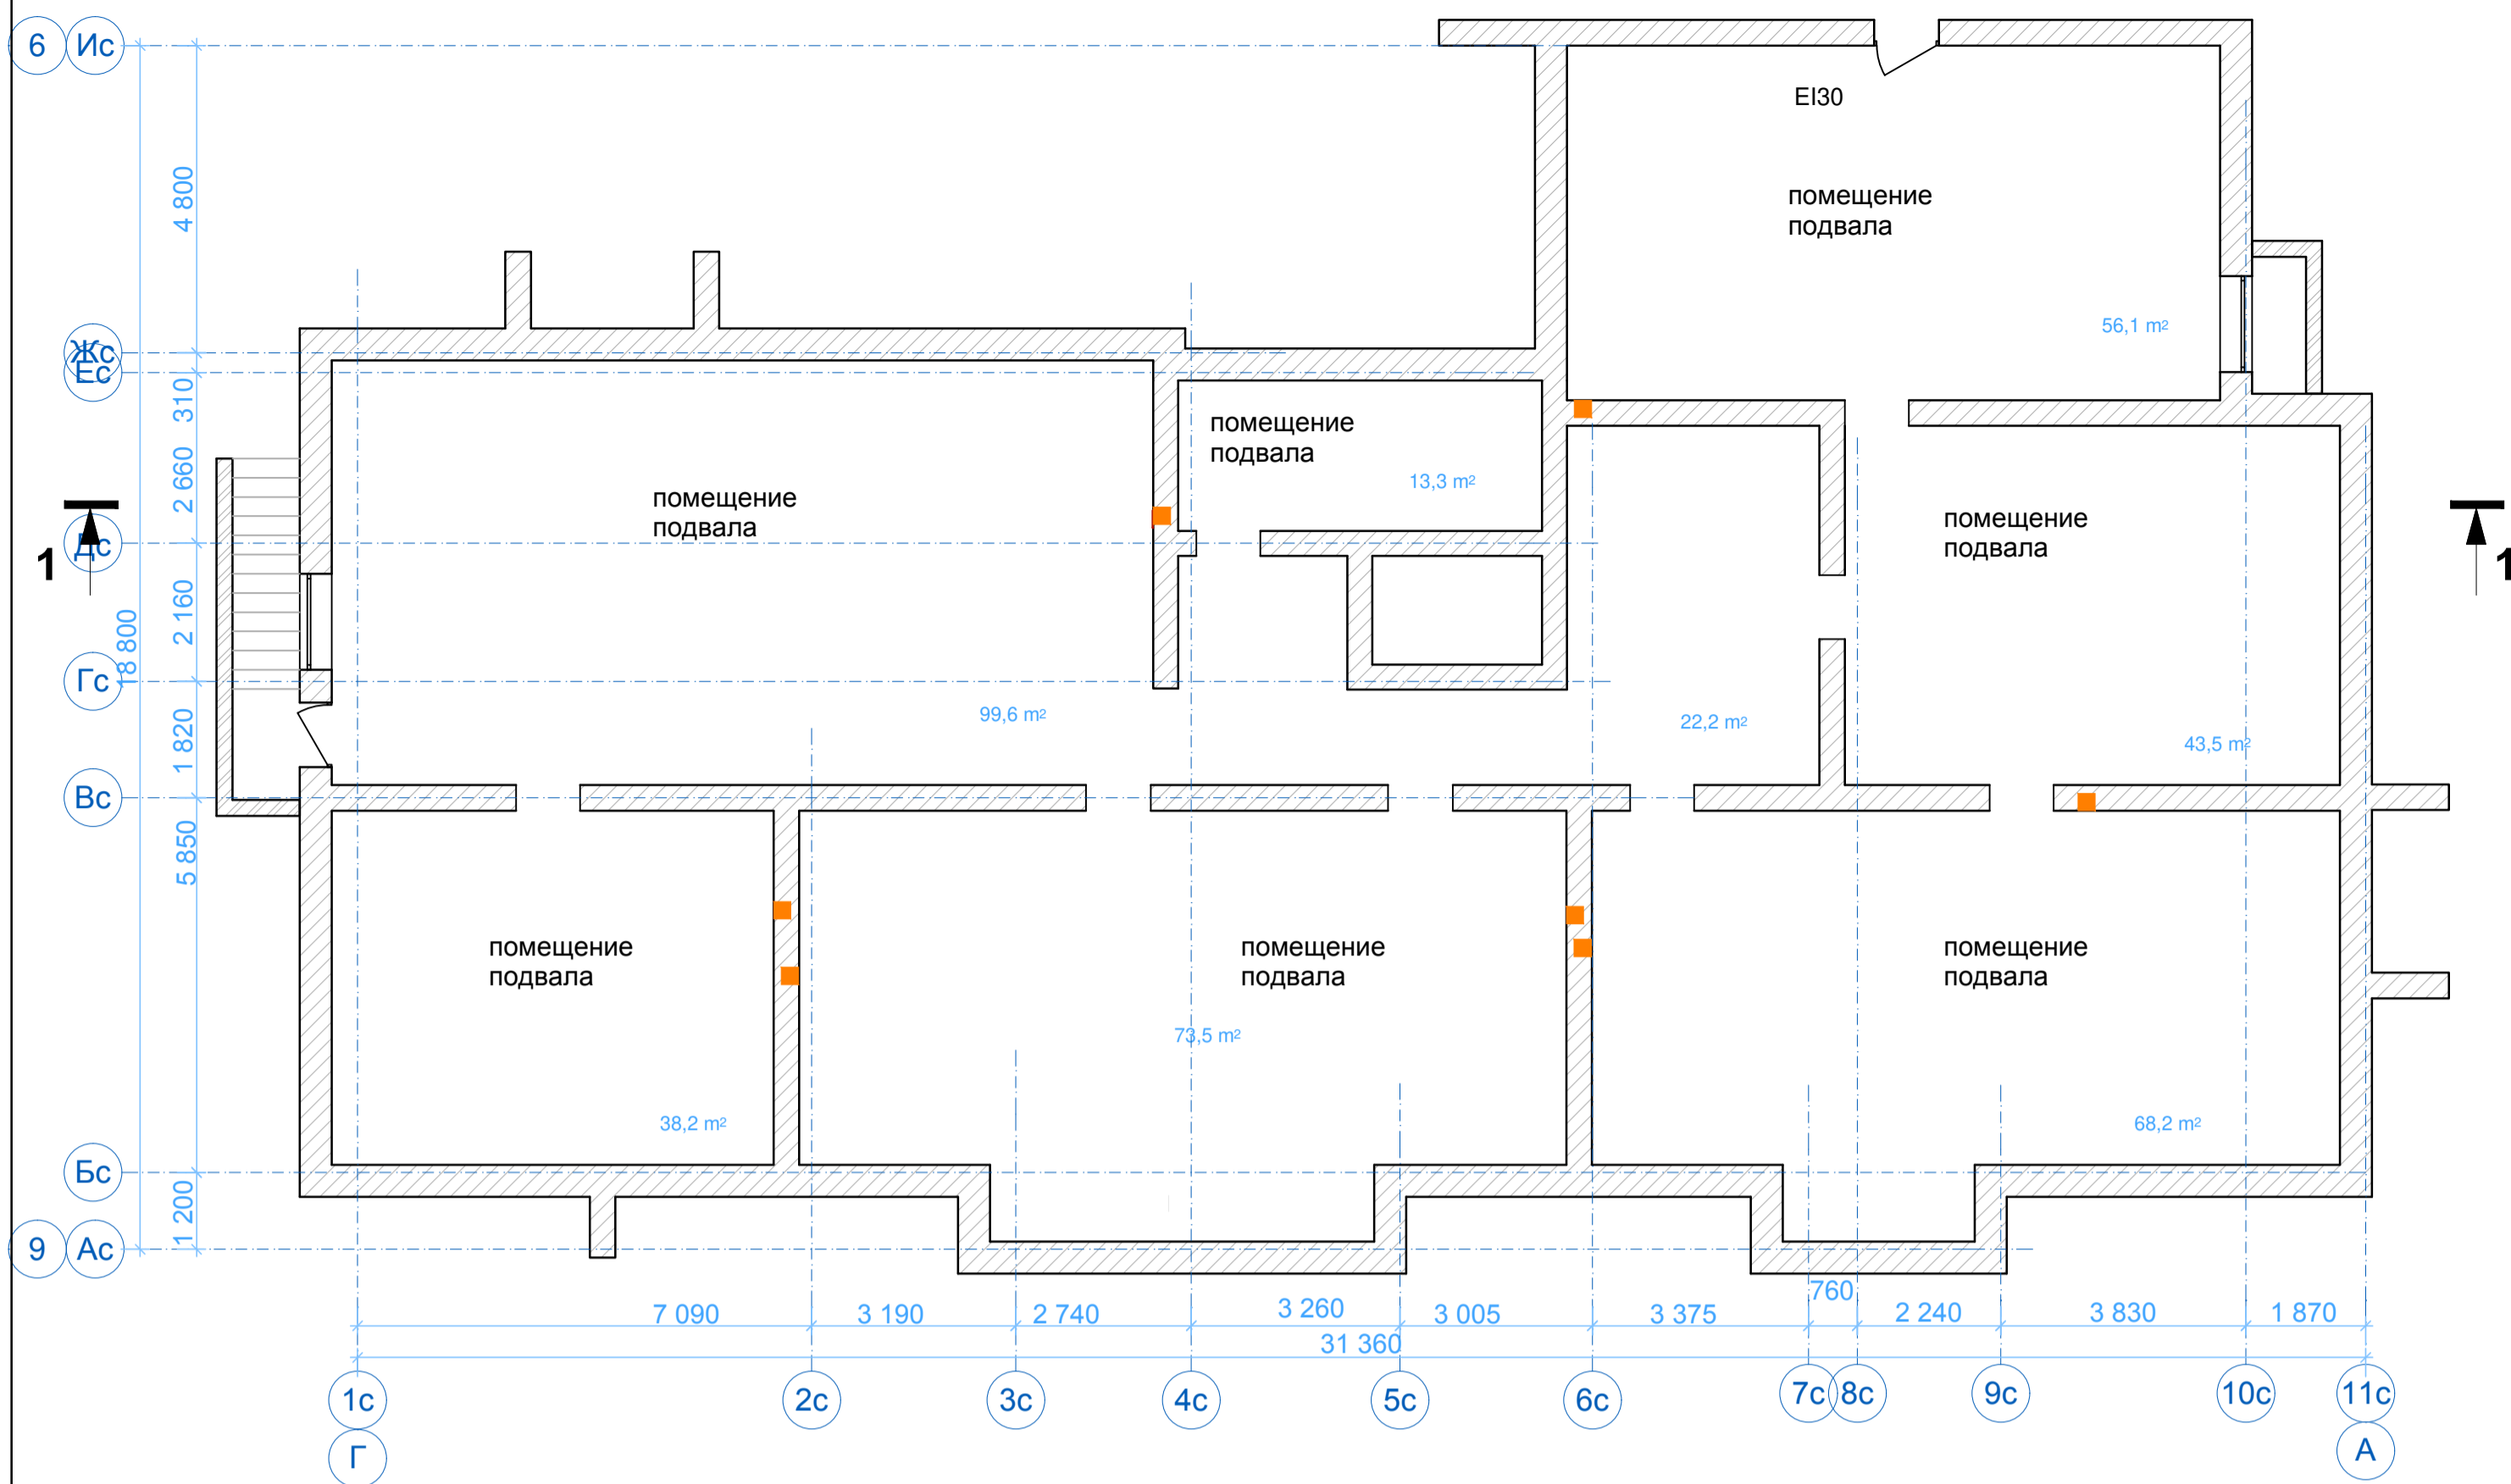 6 Ис
EI30
4 800
помещение
подвала
56,1 m²
Жс
Ес
310
помещение
подвала
13,3 m²
2 660
помещение
подвала
помещение
подвала
1
Дс
1
2 160
18 800
Гс
99,6 m²
22,2 m²
43,5 m²
1 820
Вс
5 850
помещение
подвала
помещение
подвала
помещение
подвала
73,5 m²
38,2 m²
68,2 m²
Бс
1 200
9 Ас
7 090 3 190 2 740 3 260 3 005 3 375 760 2 240 3 830 1 870
31 360
1с 2с 3с 4с 5с 6с 7с 8с 9с 10с 11с
Г А